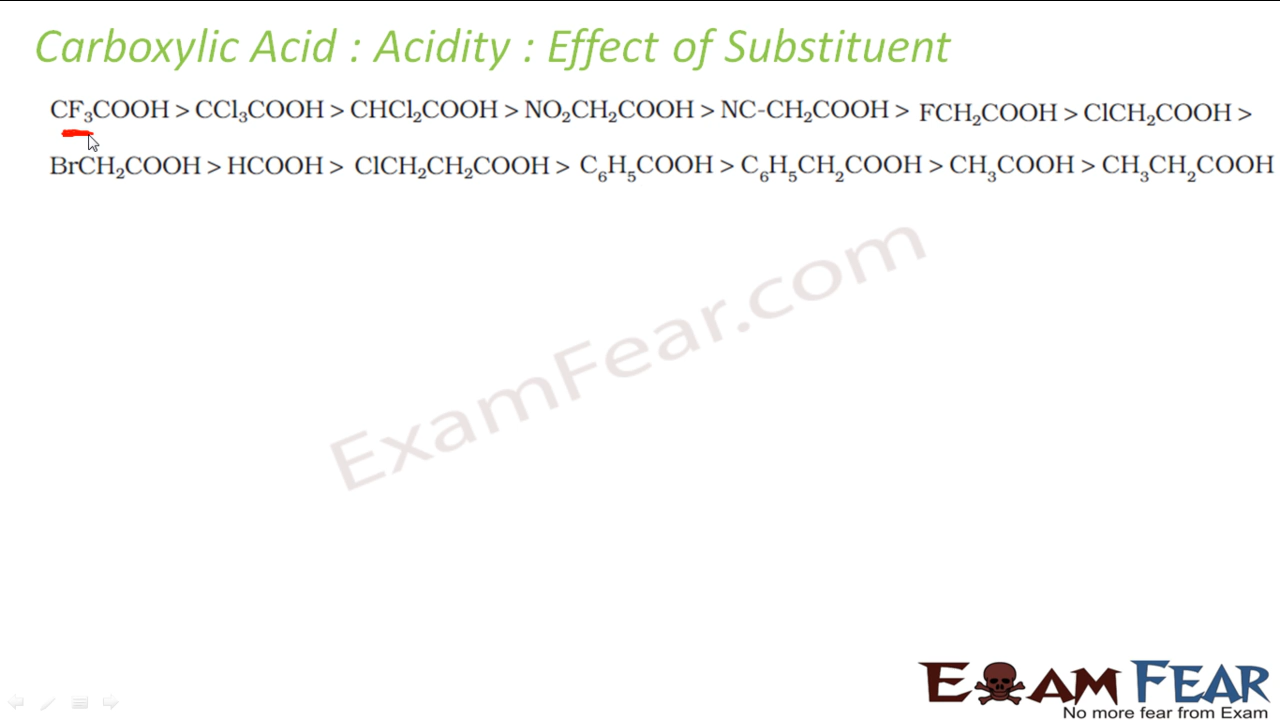 Carboxylic Acid : Acidity : Effect of Substituent
CF₃COOH > CCl₃COOH > CHCl₂COOH > NO₂CH₂COOH > NC-CH₂COOH > FCH₂COOH > ClCH₂COOH >
BrCH₂COOH > HCOOH > ClCH₂CH₂COOH > C₆H₅COOH > C₆H₅CH₂COOH > CH₃COOH > CH₃CH₂COOH
ExamFear.com
EXAM FEAR
No more fear from Exam